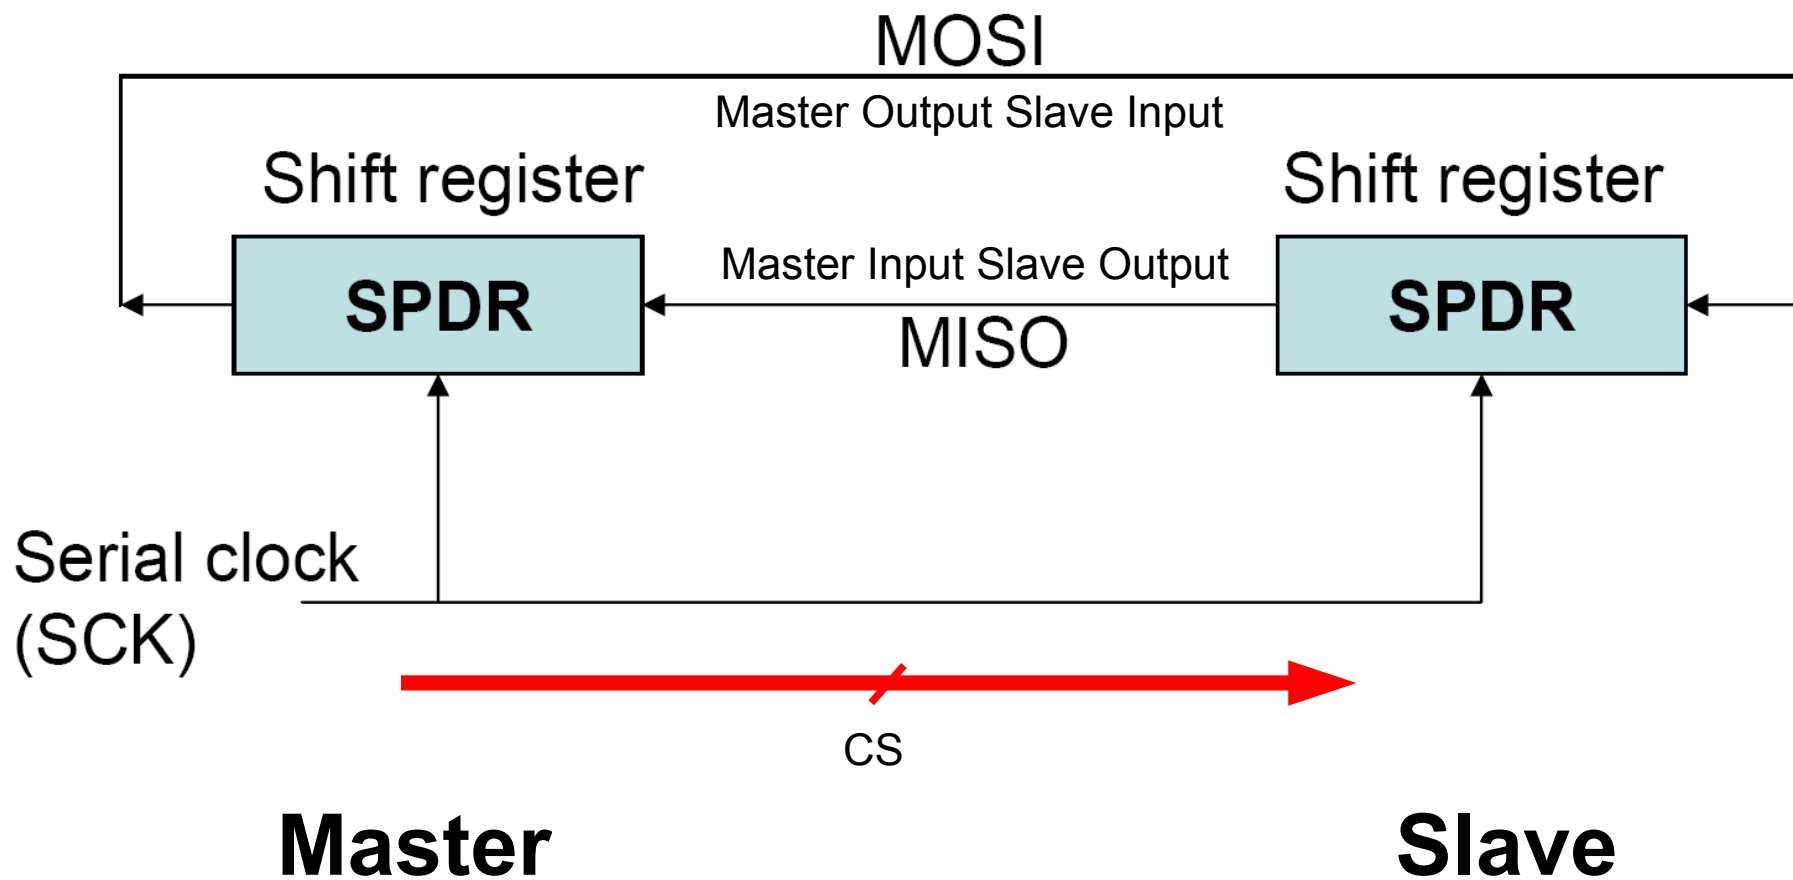 MOSI
Master Output Slave Input
Shift register
Shift register
Master Input Slave Output
SPDR
SPDR
MISO
Serial clock
(SCK)
CS
Master
Slave